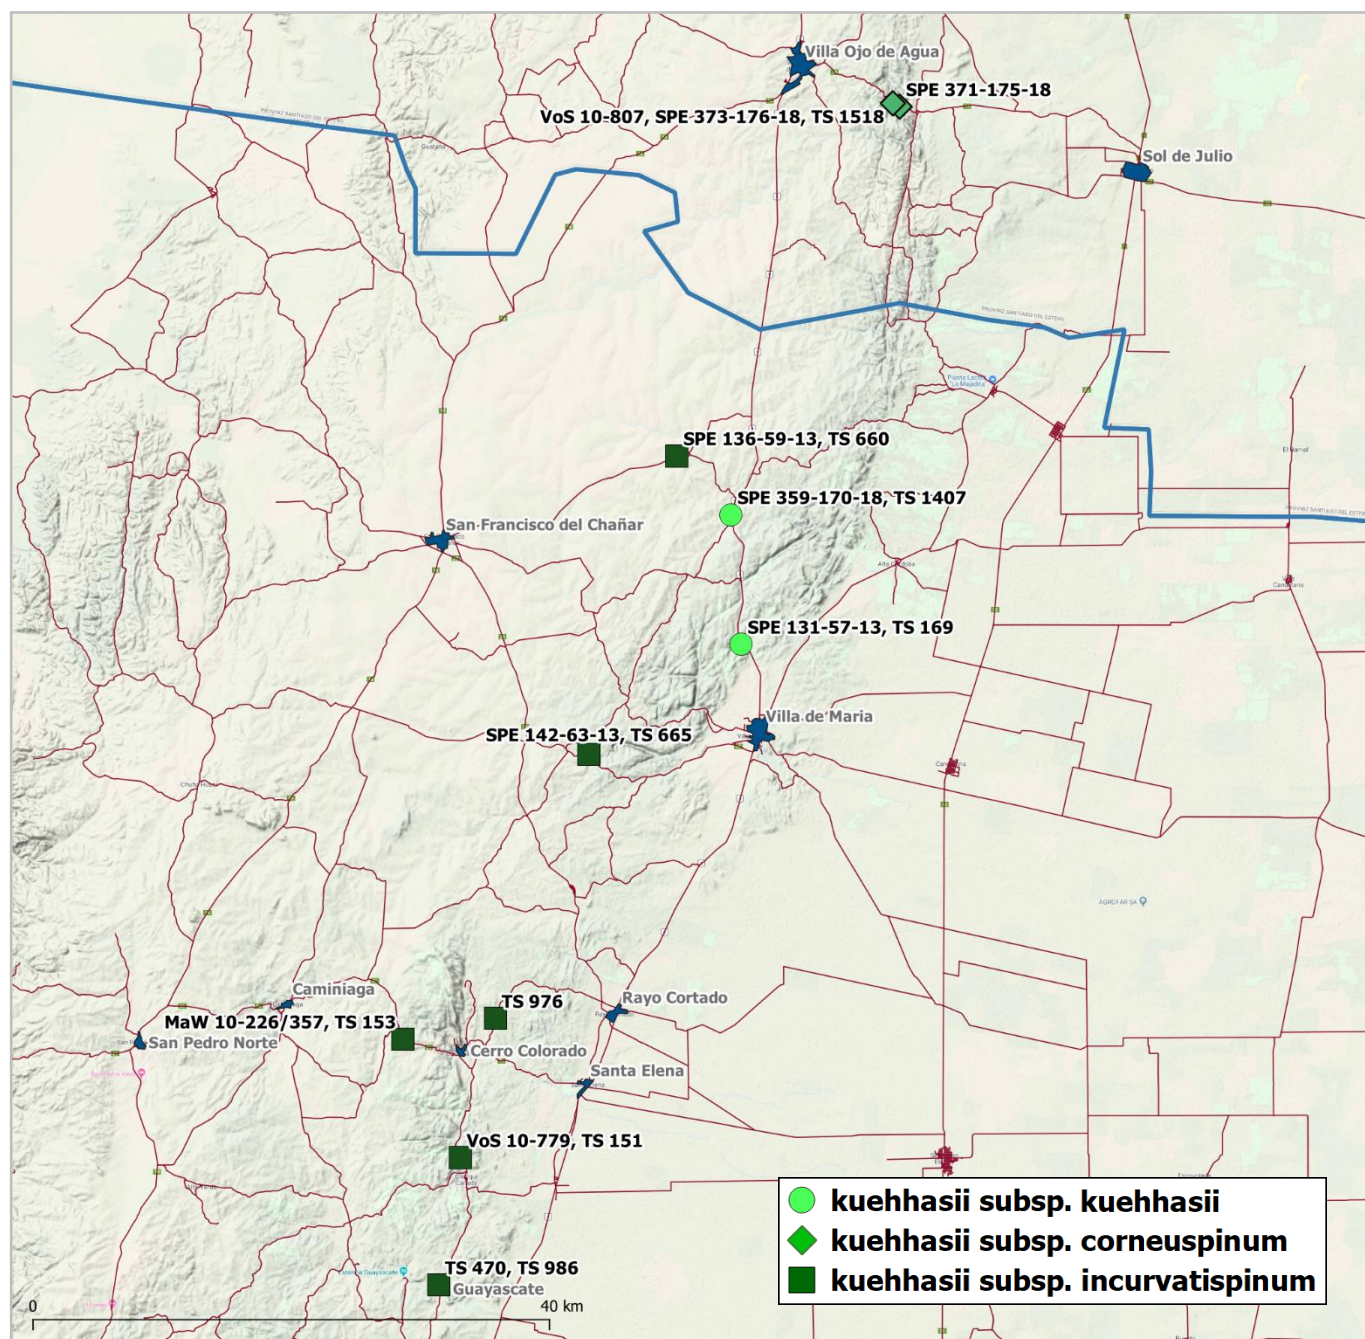 Villa Ojo de Agua
SPE 371-175-18
VoS 10-807, SPE 373-176-18, TS 1518
Sol de Julio
SPE 136-59-13, TS 660
SPE 359-170-18, TS 1407
San Francisco del Chañar
Alta Córdoba
SPE 131-57-13, TS 169
Villa de Maria
SPE 142-63-13, TS 665
AGROFAR SA
Caminiaga
TS 976
Rayo Cortado
MaW 10-226/357, TS 153
San Pedro Norte
Cerro Colorado
Santa Elena
VoS 10-779, TS 151
kuehhasii subsp. kuehhasii
kuehhasii subsp. corneuspinum
kuehhasii subsp. incurvatispinum
TS 470, TS 986
Guayascate
0
40 km